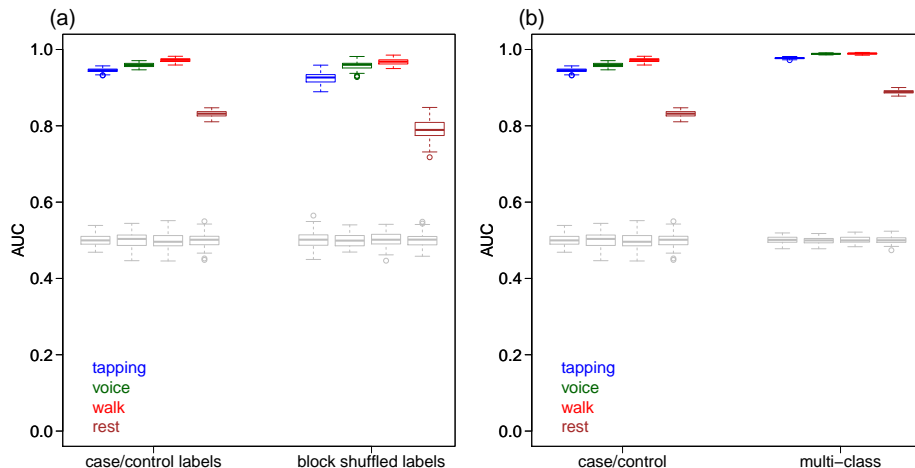 (a)
AUC
1.0
0.8
0.6
0.4
0.2
0.0
tapping
voice
walk
rest
case/control labels
block shuffled labels
(b)
AUC
1.0
0.8
0.6
0.4
0.2
0.0
tapping
voice
walk
rest
case/control
multi−class